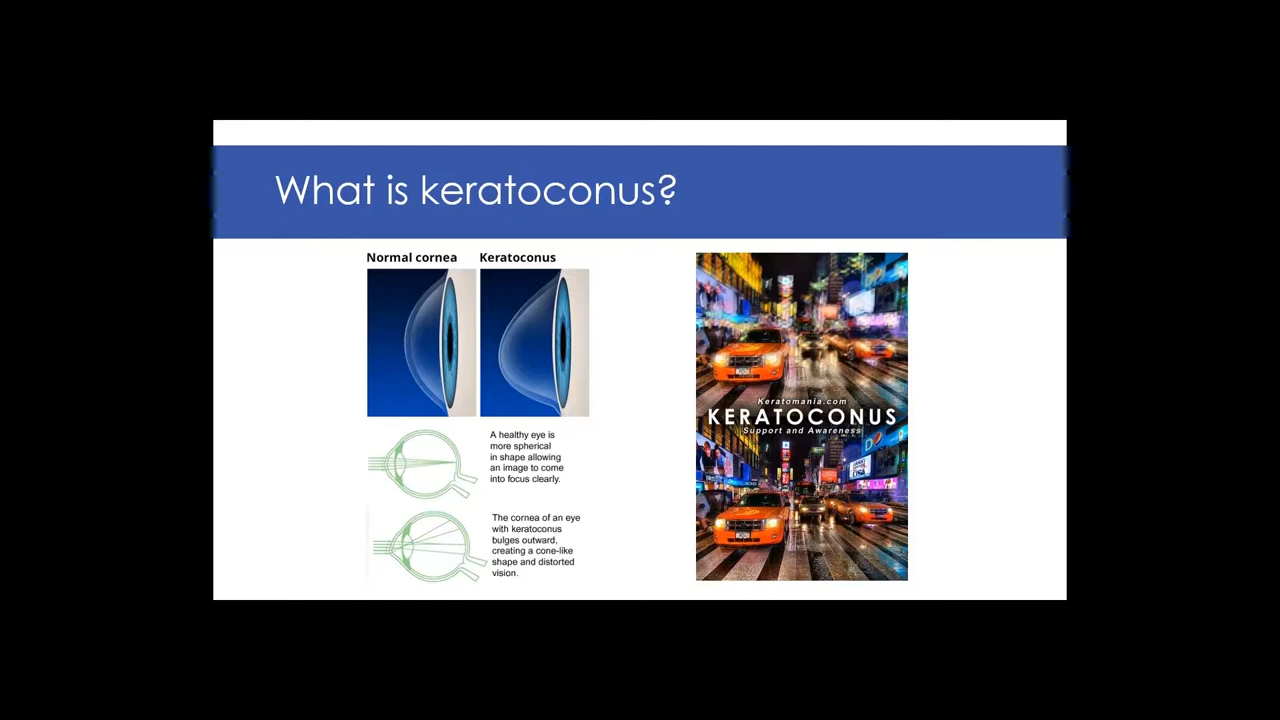 What is keratoconus?
Normal cornea
Keratoconus
A healthy eye is
more spherical
in shape allowing
an image to come
into focus clearly.
The cornea of an eye
with keratoconus
bulges outward,
creating a cone-like
shape and distorted
vision.
Keratomania.com
KERATOCONUS
Support and Awareness